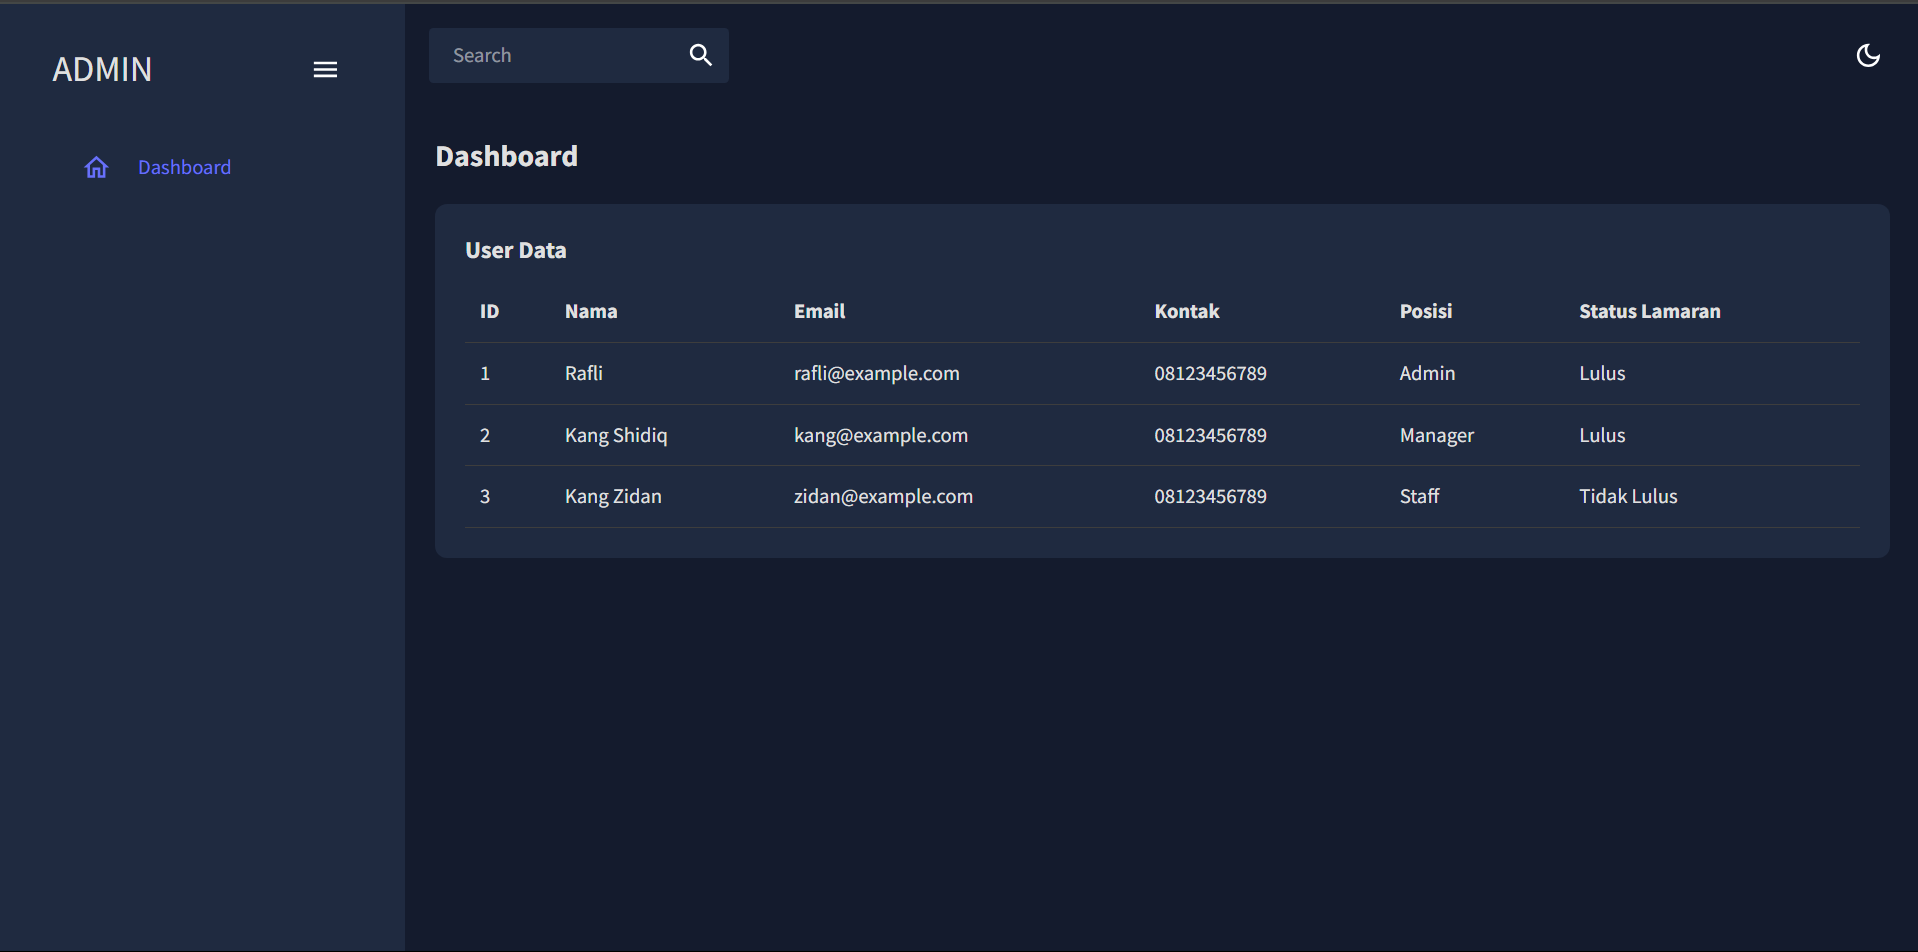 ADMIN
Search
Dashboard
Dashboard
User Data
ID Nama Email Kontak Posisi Status Lamaran
1 Rafli rafli@example.com 08123456789 Admin Lulus
2 Kang Shidiq kang@example.com 08123456789 Manager Lulus
3 Kang Zidan zidan@example.com 08123456789 Staff Tidak Lulus